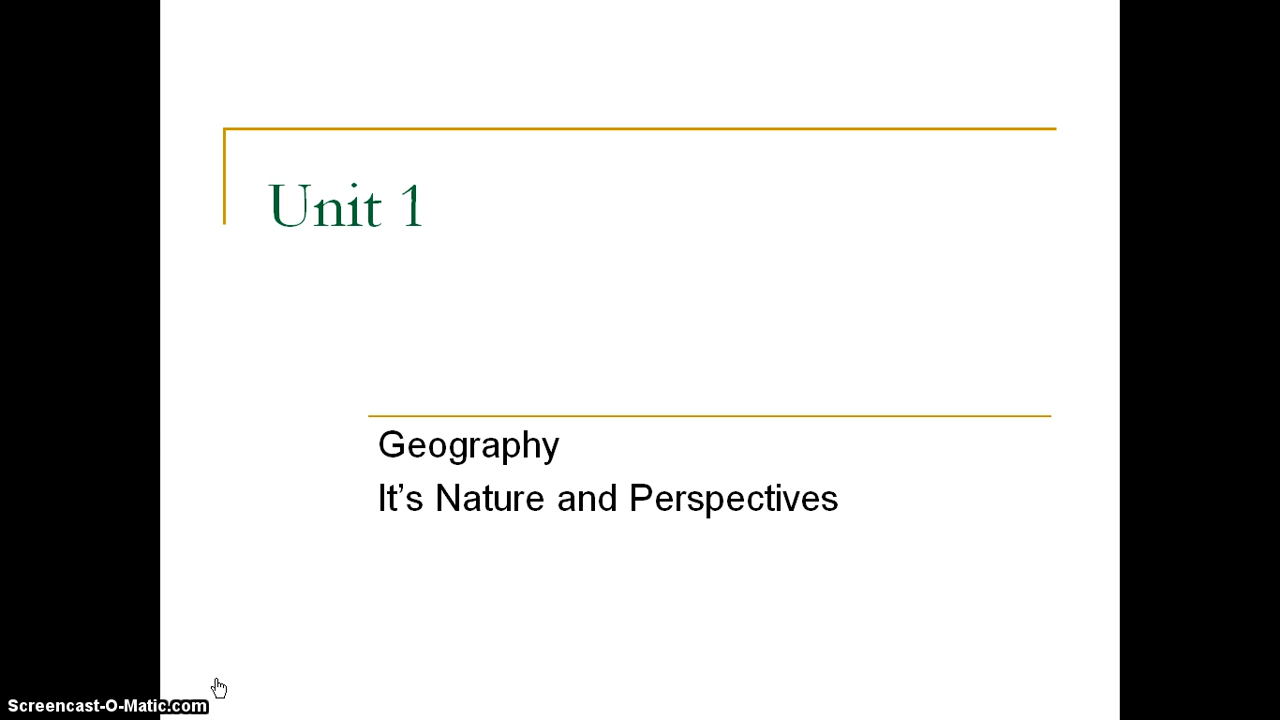 Unit 1
Geography
It’s Nature and Perspectives
Screencast-O-Matic.com